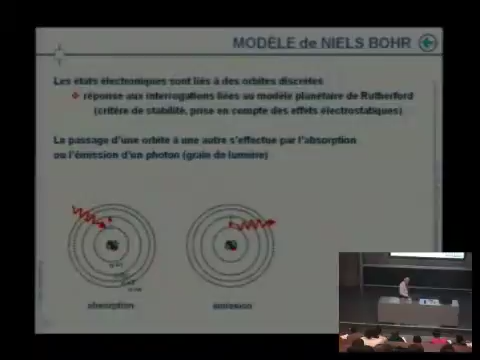 MODÈLE de NIELS BOHR
Les états électroniques sont liés à des orbites discrètes
réponse aux interrogations liées au modèle planétaire de Rutherford
(critère de stabilité, prise en compte des effets électrostatiques)
Le passage d'une orbite à une autre s'effectue par l'absorption
ou l'émission d'un photon (grain de lumière)
absorption
émission